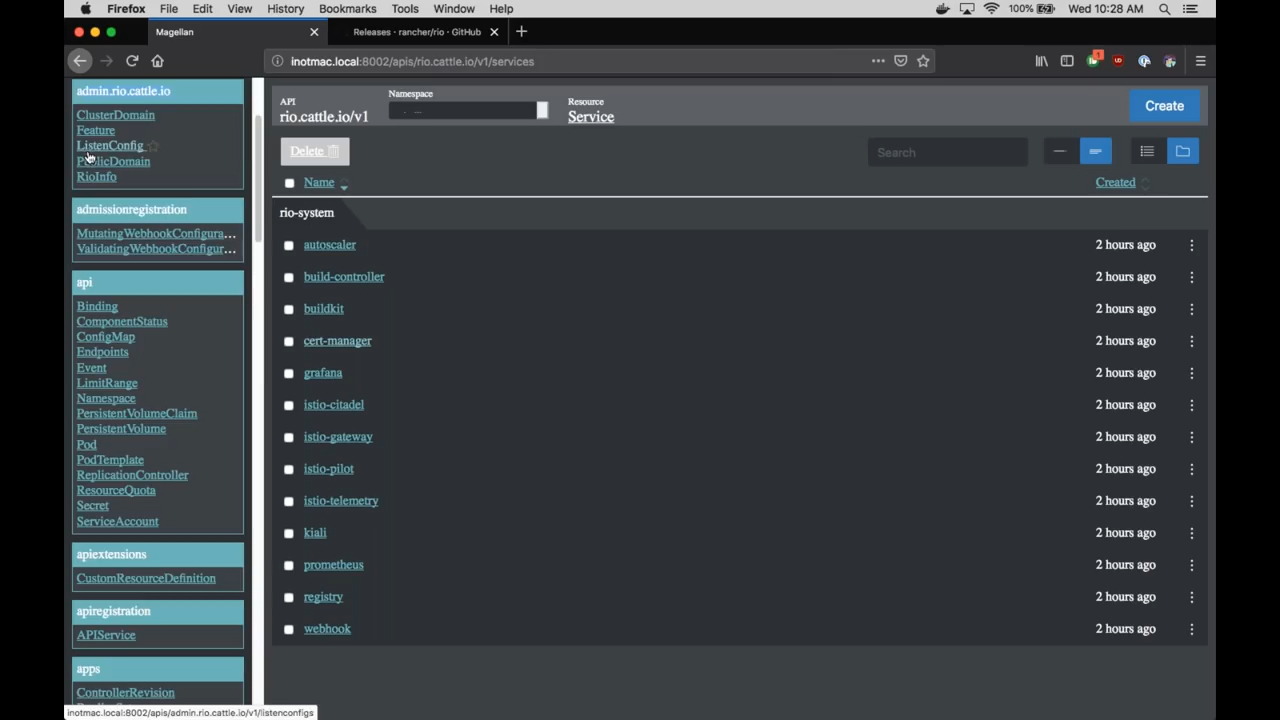 Firefox File Edit View History Bookmarks Tools Window Help 100% Wed 10:28 AM
Magellan Releases · rancher/rio · GitHub
inotmac.local:8002/apis/rio.cattle.io/v1/services
admin.rio.cattle.io
ClusterDomain
Feature
ListenConfig
PublicDomain
RioInfo
admissionregistration
MutatingWebhookConfigura...
ValidatingWebhookConfigur...
api
Binding
ComponentStatus
ConfigMap
Endpoints
Event
LimitRange
Namespace
PersistentVolumeClaim
PersistentVolume
Pod
PodTemplate
ReplicationController
ResourceQuota
Secret
ServiceAccount
apiextensions
CustomResourceDefinition
apiregistration
APIService
apps
ControllerRevision
inotmac.local:8002/apis/admin.rio.cattle.io/v1/listenconfigs
API
rio.cattle.io/v1
Namespace
Resource
Service
Create
Delete
Search
Name Created
rio-system
autoscaler 2 hours ago
build-controller 2 hours ago
buildkit 2 hours ago
cert-manager 2 hours ago
grafana 2 hours ago
istio-citadel 2 hours ago
istio-gateway 2 hours ago
istio-pilot 2 hours ago
istio-telemetry 2 hours ago
kiali 2 hours ago
prometheus 2 hours ago
registry 2 hours ago
webhook 2 hours ago